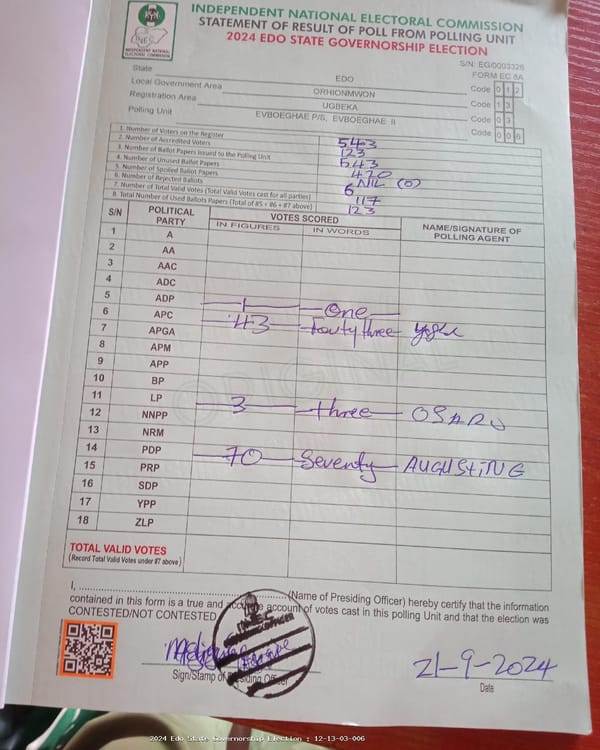 INDEPENDENT NATIONAL ELECTORAL COMMISSION
STATEMENT OF RESULT OF POLL FROM POLLING UNIT
2024 EDO STATE GOVERNORSHIP ELECTION
INEC
INDEPENDENT NATIONAL ELECTORAL COMMISSION
S/N: EG/0003326
FORM EC 8A
State EDO Code 0 1 2
Local Government Area ORHIONMWON Code 1 3
Registration Area UGBEKA Code 0 3
Polling Unit EVBOEGHAE P/S, EVBOEGHAE II Code 0 0 6
1. Number of Voters on the Register 543
2. Number of Accredited Voters 123
3. Number of Ballot Papers Issued to the Polling Unit 543
4. Number of Unused Ballot Papers 420
5. Number of Spoiled Ballot Papers NIL (0)
6. Number of Rejected Ballots 6
7. Number of Total Valid Votes (Total Valid Votes cast for all parties) 117
8. Total Number of Used Ballots Papers (Total of #5 + #6 + #7 above) 123
S/N POLITICAL PARTY VOTES SCORED NAME/SIGNATURE OF POLLING AGENT
IN FIGURES IN WORDS
1 A
2 AA
3 AAC
4 ADC
5 ADP 1 One
6 APC 43 Fourty three
7 APGA
8 APM
9 APP
10 BP
11 LP 3 three OSARU
12 NNPP
13 NRM
14 PDP 70 Seventy AUGUSTINE
15 PRP
16 SDP
17 YPP
18 ZLP
ORIGINAL
TOTAL VALID VOTES
(Record Total Valid Votes under #7 above)
I, ........................................(Name of Presiding Officer) hereby certify that the information
contained in this form is a true and accurate account of votes cast in this polling Unit and that the election was
CONTESTED/NOT CONTESTED
INEC
21-9-2024
Sign/Stamp of Presiding Officer Date
2024 Edo State Governorship Election : 12-13-03-006